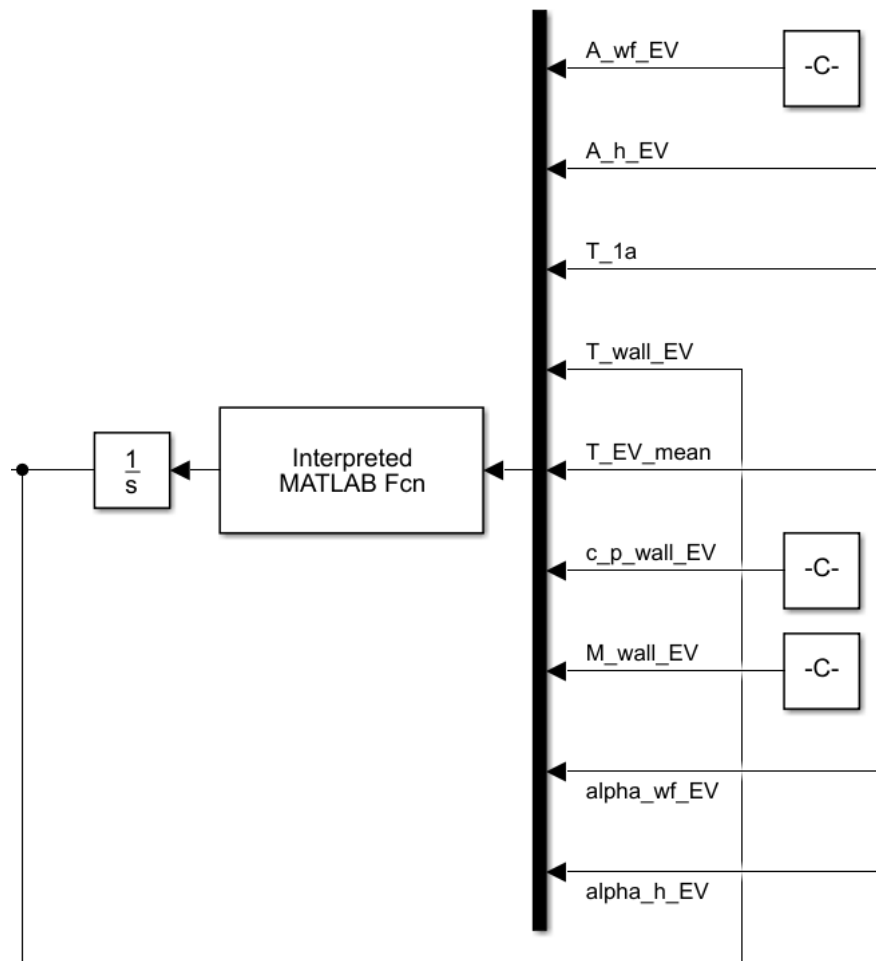 A_wf_EV
-C-
A_h_EV
T_1a
T_wall_EV
1
s
Interpreted
MATLAB Fcn
T_EV_mean
c_p_wall_EV
-C-
M_wall_EV
-C-
alpha_wf_EV
alpha_h_EV